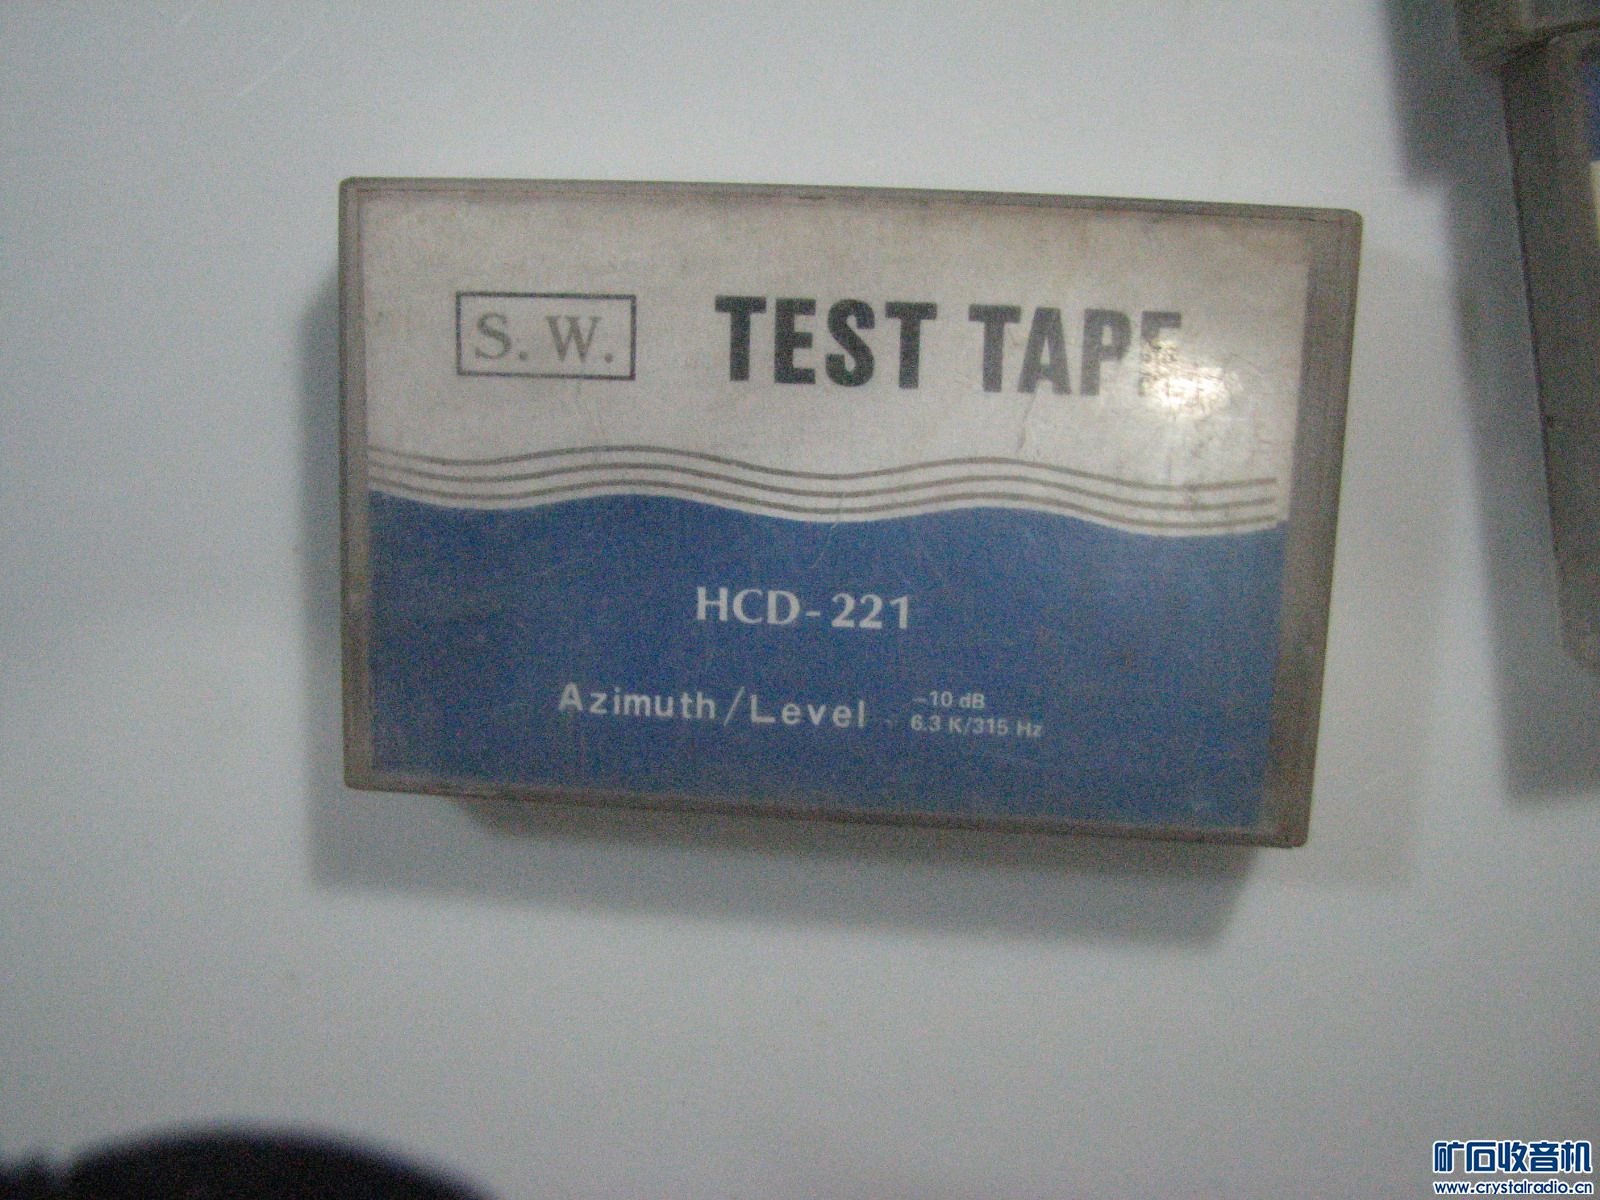 S. W.
TEST TAPE
HCD-221
Azimuth/Level
-10 dB
6.3 K/315 Hz
矿石收音机
www.crystalradio.cn